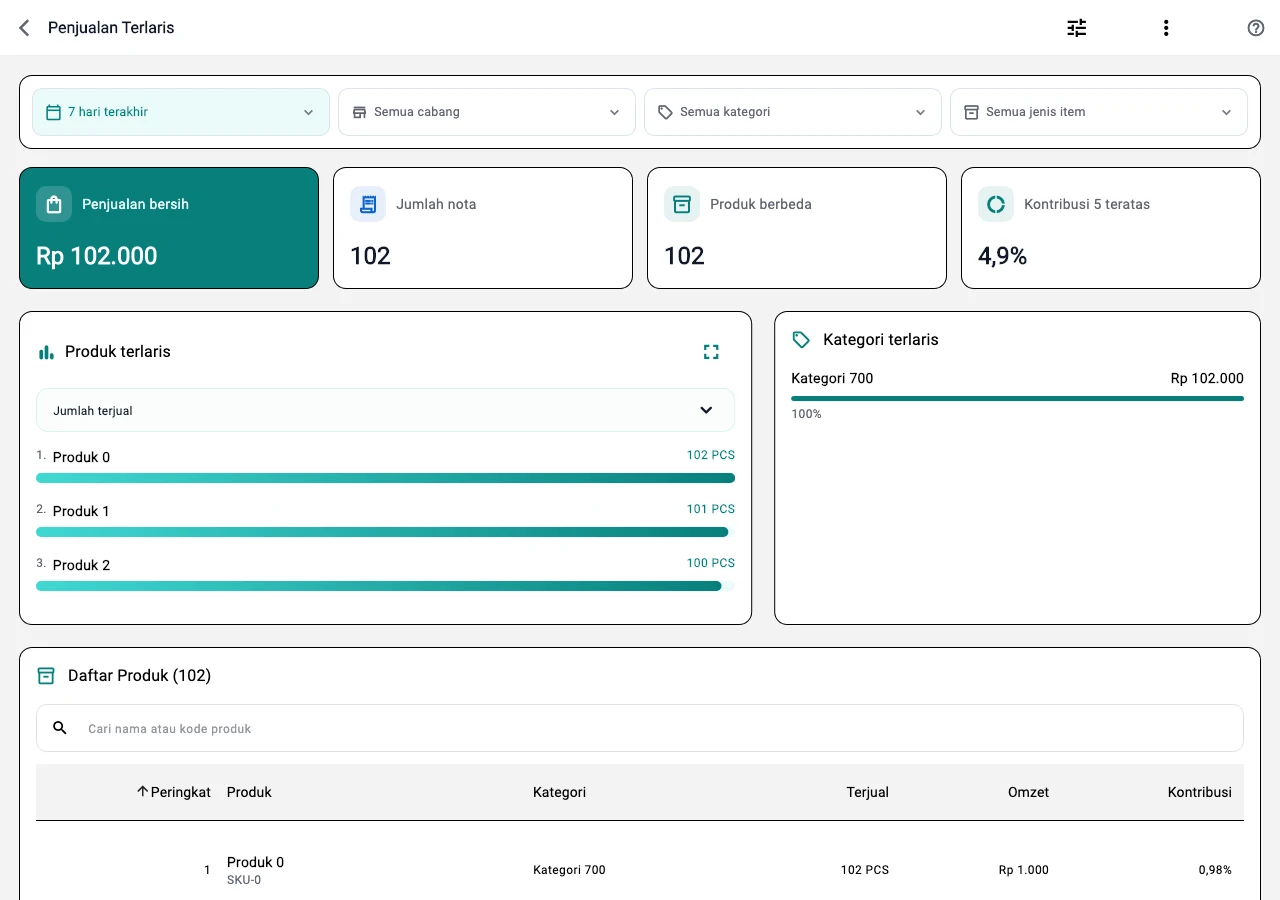 Penjualan Terlaris
7 hari terakhir
Semua cabang
Semua kategori
Semua jenis item
Penjualan bersih
Rp 102.000
Jumlah nota
102
Produk berbeda
102
Kontribusi 5 teratas
4,9%
Produk terlaris
Jumlah terjual
1. Produk 0 102 PCS
2. Produk 1 101 PCS
3. Produk 2 100 PCS
Kategori terlaris
Kategori 700 Rp 102.000
100%
Daftar Produk (102)
Cari nama atau kode produk
Peringkat Produk Kategori Terjual Omzet Kontribusi
1 Produk 0 Kategori 700 102 PCS Rp 1.000 0,98%
SKU-0